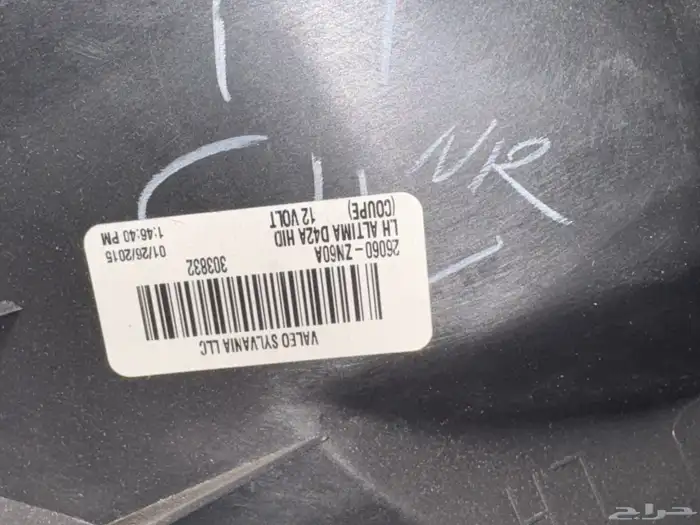 VALEO SYLVANIA LLC
303832
26060-ZN60A
LH ALTIMA D42A HID
(COUPE)
12 VOLT
01/26/2015
1:46:40 PM
NR
حراج